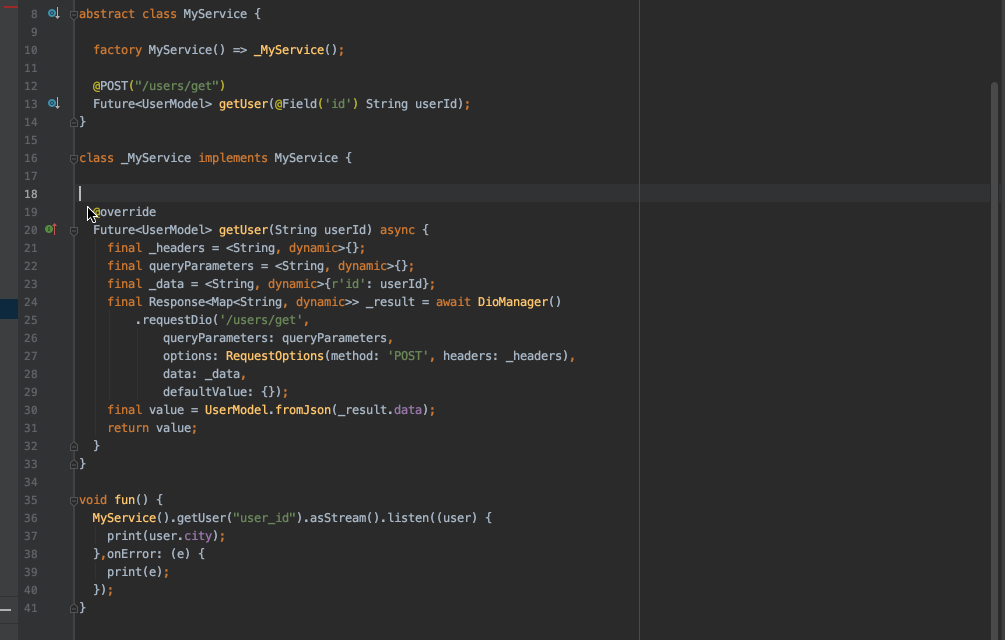 8 abstract class MyService {
9
10 factory MyService() => _MyService();
11
12 @POST("/users/get")
13 Future<UserModel> getUser(@Field('id') String userId);
14 }
15
16 class _MyService implements MyService {
17
18
19 @override
20 Future<UserModel> getUser(String userId) async {
21 final _headers = <String, dynamic>{};
22 final queryParameters = <String, dynamic>{};
23 final _data = <String, dynamic>{r'id': userId};
24 final Response<Map<String, dynamic>> _result = await DioManager()
25 .requestDio('/users/get',
26 queryParameters: queryParameters,
27 options: RequestOptions(method: 'POST', headers: _headers),
28 data: _data,
29 defaultValue: {});
30 final value = UserModel.fromJson(_result.data);
31 return value;
32 }
33 }
34
35 void fun() {
36 MyService().getUser("user_id").asStream().listen((user) {
37 print(user.city);
38 },onError: (e) {
39 print(e);
40 });
41 }